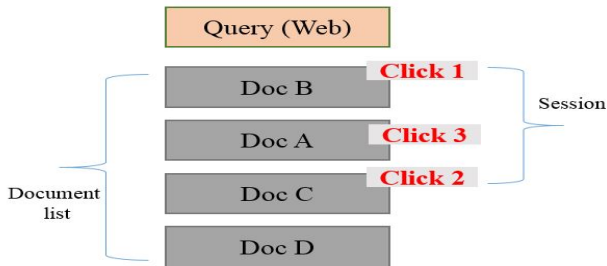 Query (Web)
Click 1
Doc B
Session
Doc A
Click 3
Click 2
Doc C
Document
list
Doc D